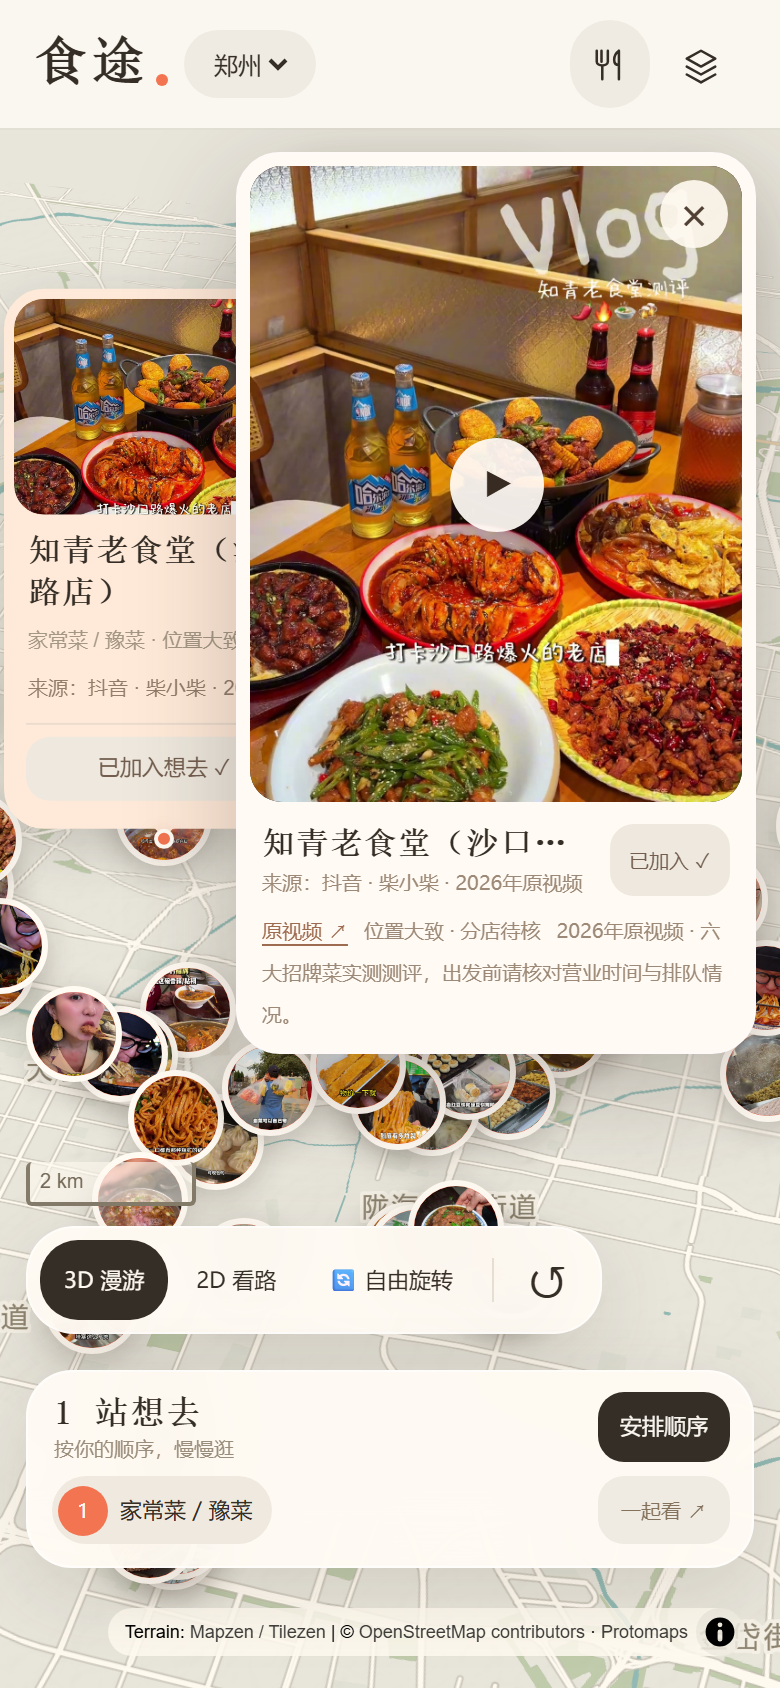 食途
郑州
Vlog
知青老食堂测评
打卡沙口路爆火的老店
知青老食堂（
路店）
家常菜 / 豫菜 · 位置大致
来源：抖音 · 柴小柴 · 2
已加入想去 ✓
打卡沙口路爆火的老店
知青老食堂（沙口…
来源：抖音 · 柴小柴 · 2026年原视频
已加入 ✓
原视频 ↗ 位置大致 · 分店待核 2026年原视频 · 六
大招牌菜实测测评，出发前请核对营业时间与排队情
况。
2 km
陇海
街道
3D 漫游
2D 看路
自由旋转
道
1 站想去
按你的顺序，慢慢逛
安排顺序
1 家常菜 / 豫菜
一起看 ↗
Terrain: Mapzen / Tilezen | © OpenStreetMap contributors · Protomaps